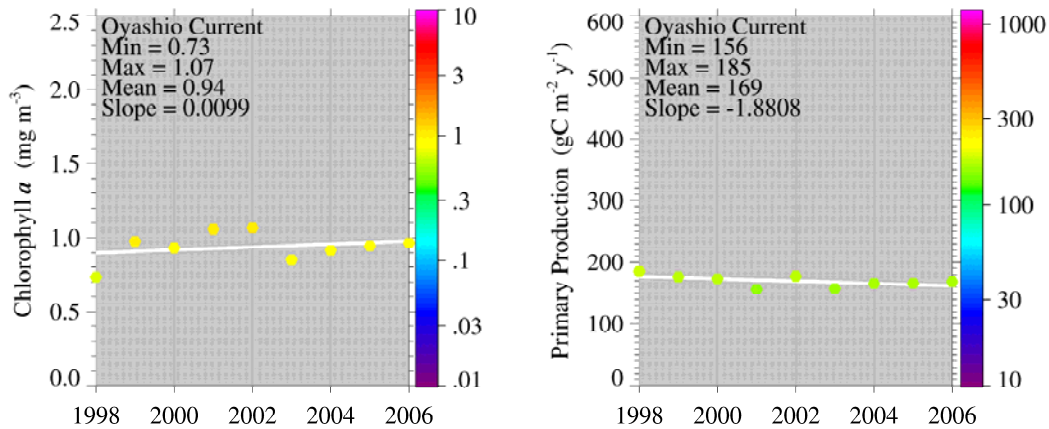 Oyashio Current
Min = 0.73
Max = 1.07
Mean = 0.94
Slope = 0.0099
Chlorophyll a (mg m-3)
2.5
2.0
1.5
1.0
0.5
0.0
1998 2000 2002 2004 2006
10
3
1
.3
.1
.03
.01
Oyashio Current
Min = 156
Max = 185
Mean = 169
Slope = -1.8808
Primary Production (gC m-2 y-1)
600
500
400
300
200
100
0
1998 2000 2002 2004 2006
1000
300
100
30
10